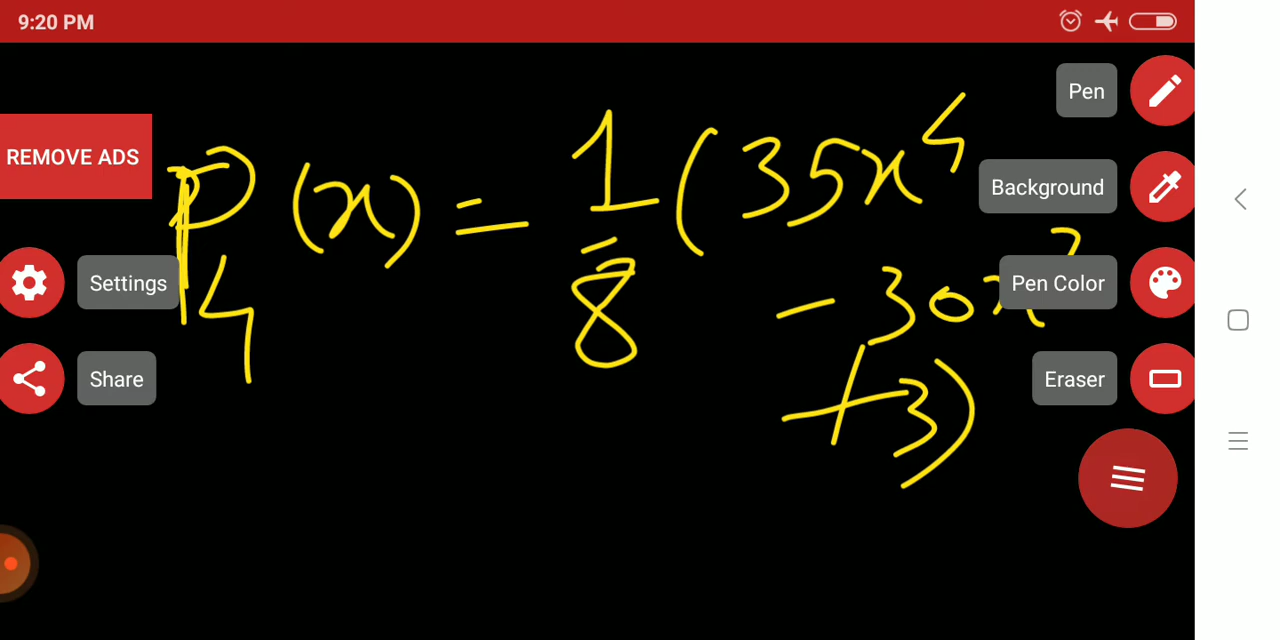 9:20 PM
Pen
REMOVE ADS
P₄(x) = 1/8 (35x⁴
Background
Settings
- 30x²
Pen Color
Share
+3)
Eraser